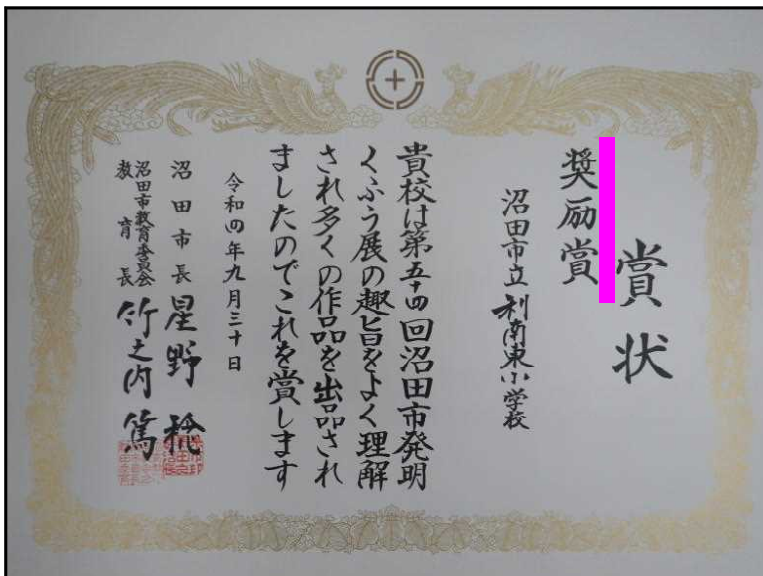 賞状
奨励賞
沼田市立利南東小学校
貴校は第五十四回沼田市発明
くふう展の趣旨をよく理解
され多くの作品を出品され
ましたのでこれを賞します
令和四年九月三十日
沼田市長 星野 稔
沼田市教育委員会
教育長 竹之内 篤